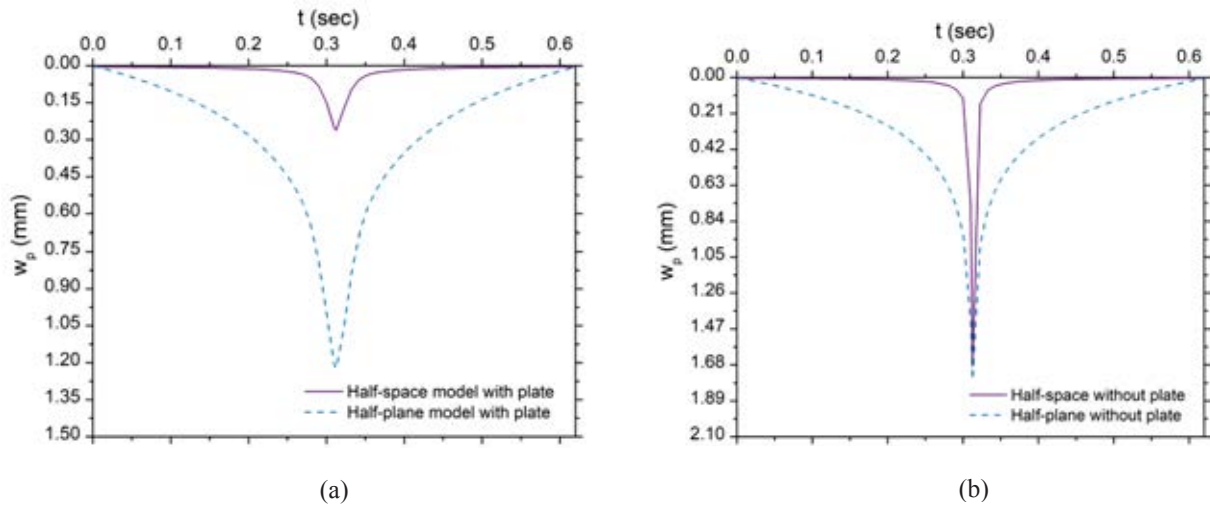 t (sec)
0.0 0.1 0.2 0.3 0.4 0.5 0.6
0.00
0.15
0.30
0.45
0.60
0.75
0.90
1.05
1.20
1.35
1.50
w_p (mm)
Half-space model with plate
Half-plane model with plate
(a)
t (sec)
0.0 0.1 0.2 0.3 0.4 0.5 0.6
0.00
0.21
0.42
0.63
0.84
1.05
1.26
1.47
1.68
1.89
2.10
w_p (mm)
Half-space without plate
Half-plane without plate
(b)